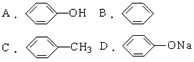 A. OH B.
C. CH3 D. ONa